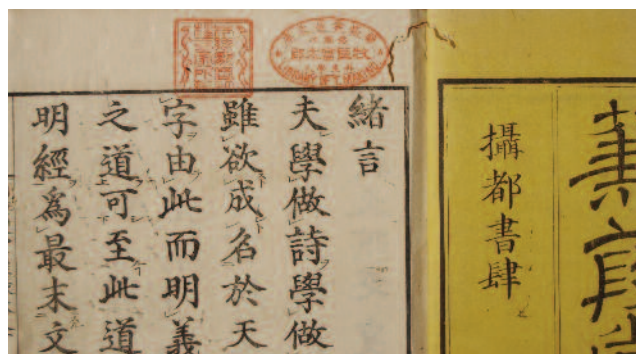 攝都書肆
緒言
夫學做詩學做
雖欲成名於天
字由此而明義
之道可至此道
明經爲最末文